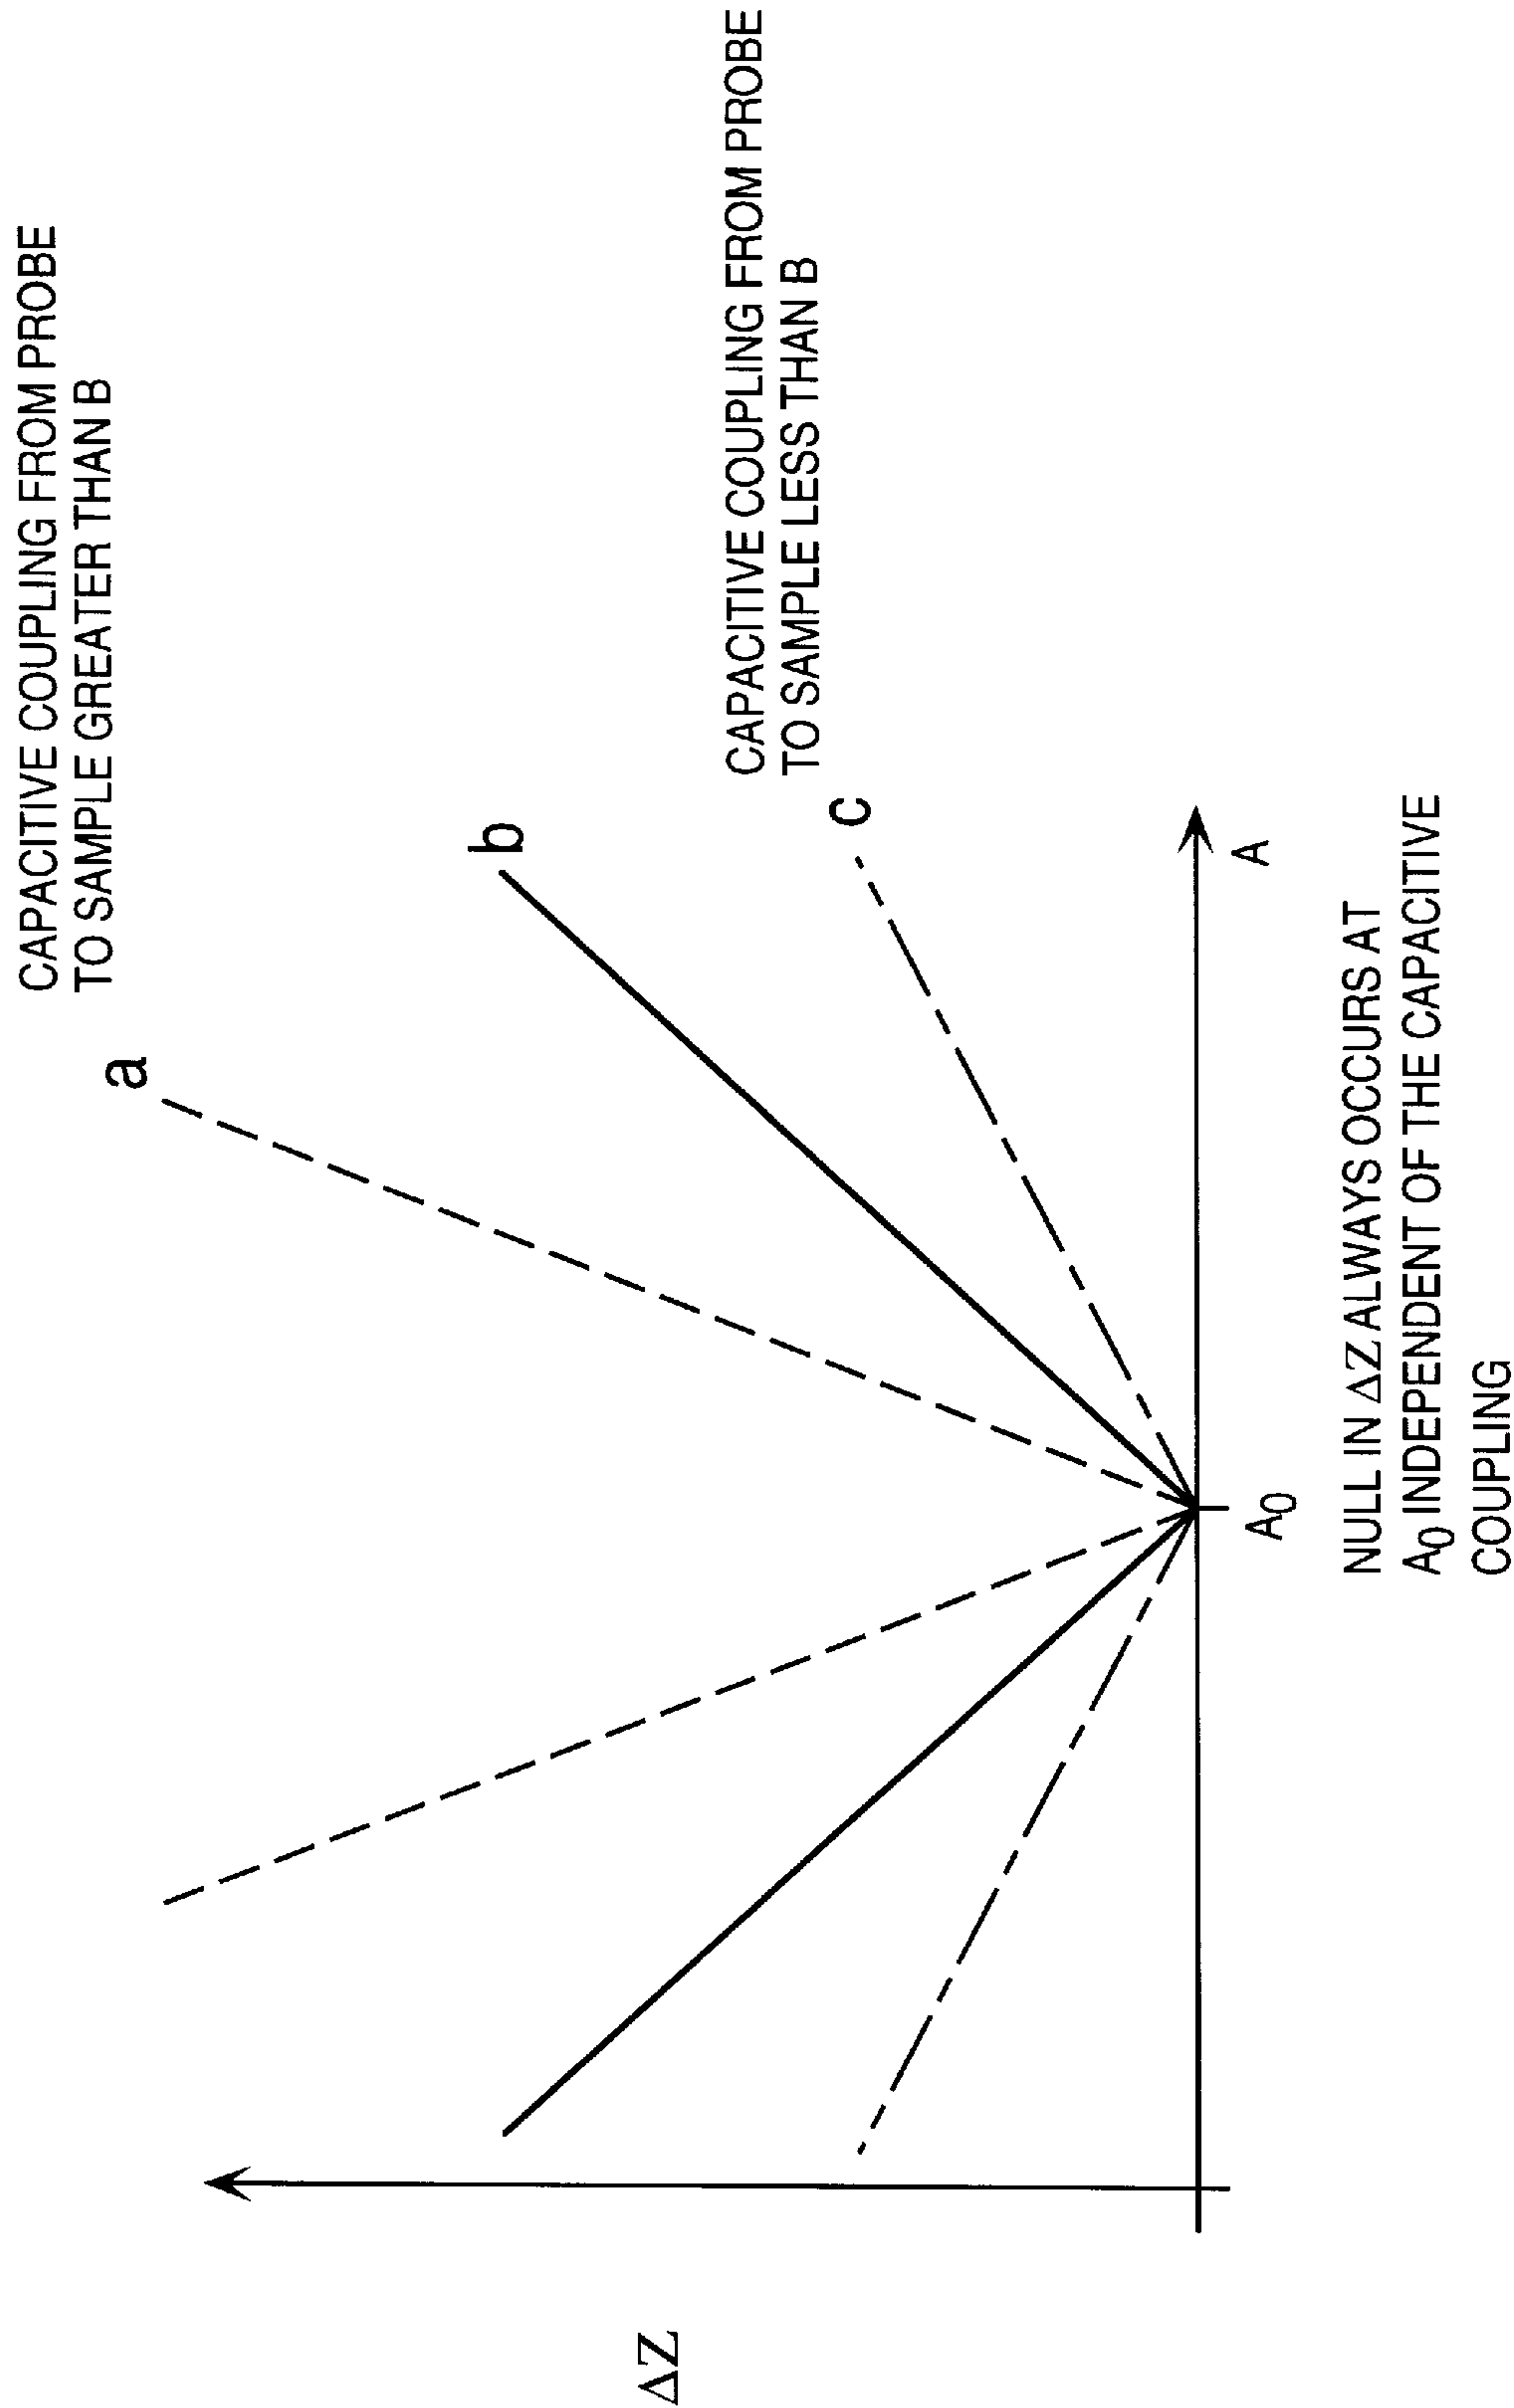 CAPACITIVE COUPLING FROM PROBE
TO SAMPLE GREATER THAN B
a
b
CAPACITIVE COUPLING FROM PROBE
TO SAMPLE LESS THAN B
c
ΔZ
A
A0
NULL IN ΔZ ALWAYS OCCURS AT
A0 INDEPENDENT OF THE CAPACITIVE
COUPLING